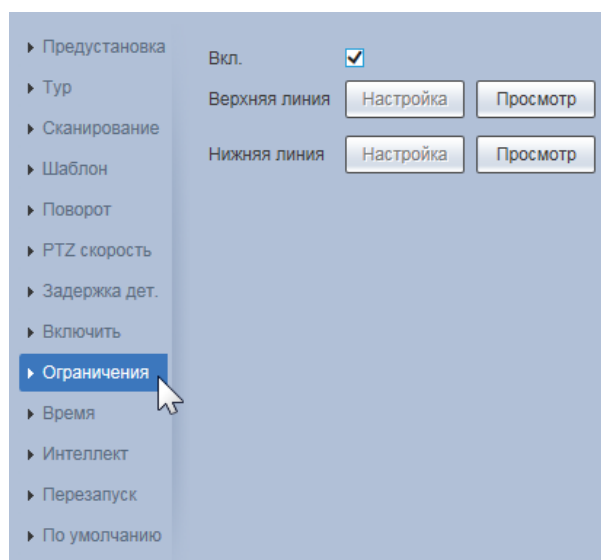 Предустановка
Тур
Сканирование
Шаблон
Поворот
PTZ скорость
Задержка дет.
Включить
Ограничения
Время
Интеллект
Перезапуск
По умолчанию
Вкл.
Верхняя линия Настройка Просмотр
Нижняя линия Настройка Просмотр